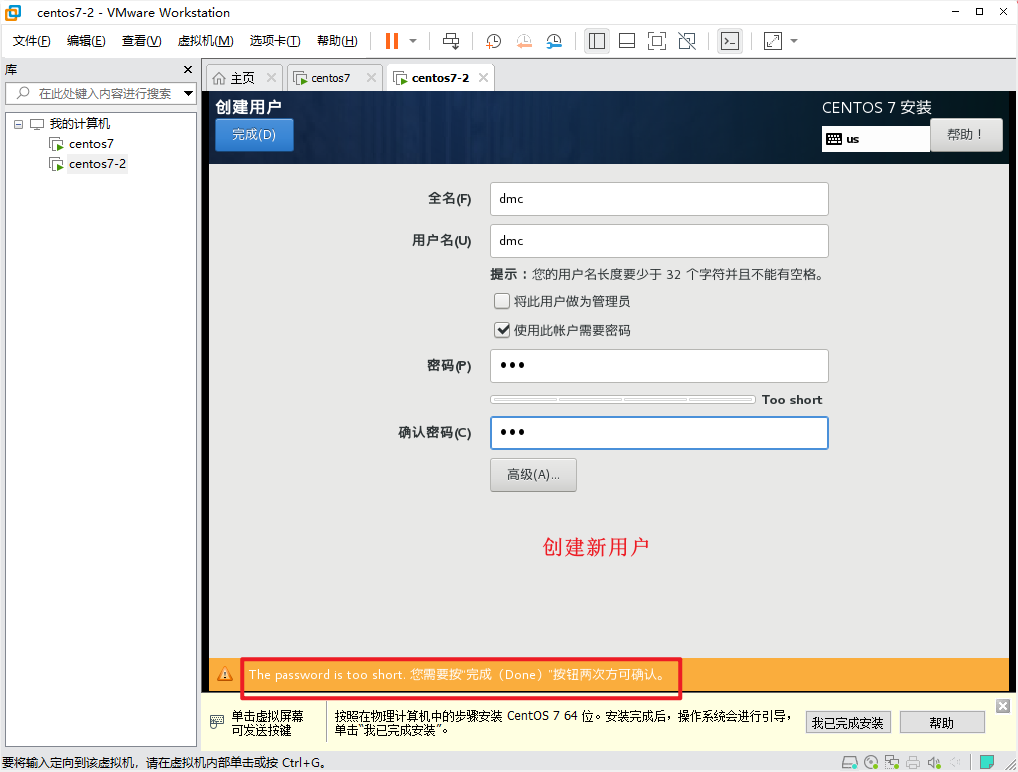 centos7-2 - VMware Workstation
文件(F) 编辑(E) 查看(V) 虚拟机(M) 选项卡(T) 帮助(H)
库
主页 centos7 centos7-2
在此处键入内容进行搜索
我的计算机
centos7
centos7-2
创建用户
CENTOS 7 安装
完成(D)
us
帮助！
全名(F) dmc
用户名(U) dmc
提示：您的用户名长度要少于 32 个字符并且不能有空格。
将此用户做为管理员
使用此帐户需要密码
密码(P) •••
Too short
确认密码(C) •••
高级(A)...
创建新用户
The password is too short. 您需要按“完成（Done）”按钮两次方可确认。
单击虚拟屏幕
可发送按键
按照在物理计算机中的步骤安装 CentOS 7 64 位。安装完成后，操作系统会进行引导，
单击“我已完成安装”。
我已完成安装
帮助
要将输入定向到该虚拟机，请在虚拟机内部单击或按 Ctrl+G。